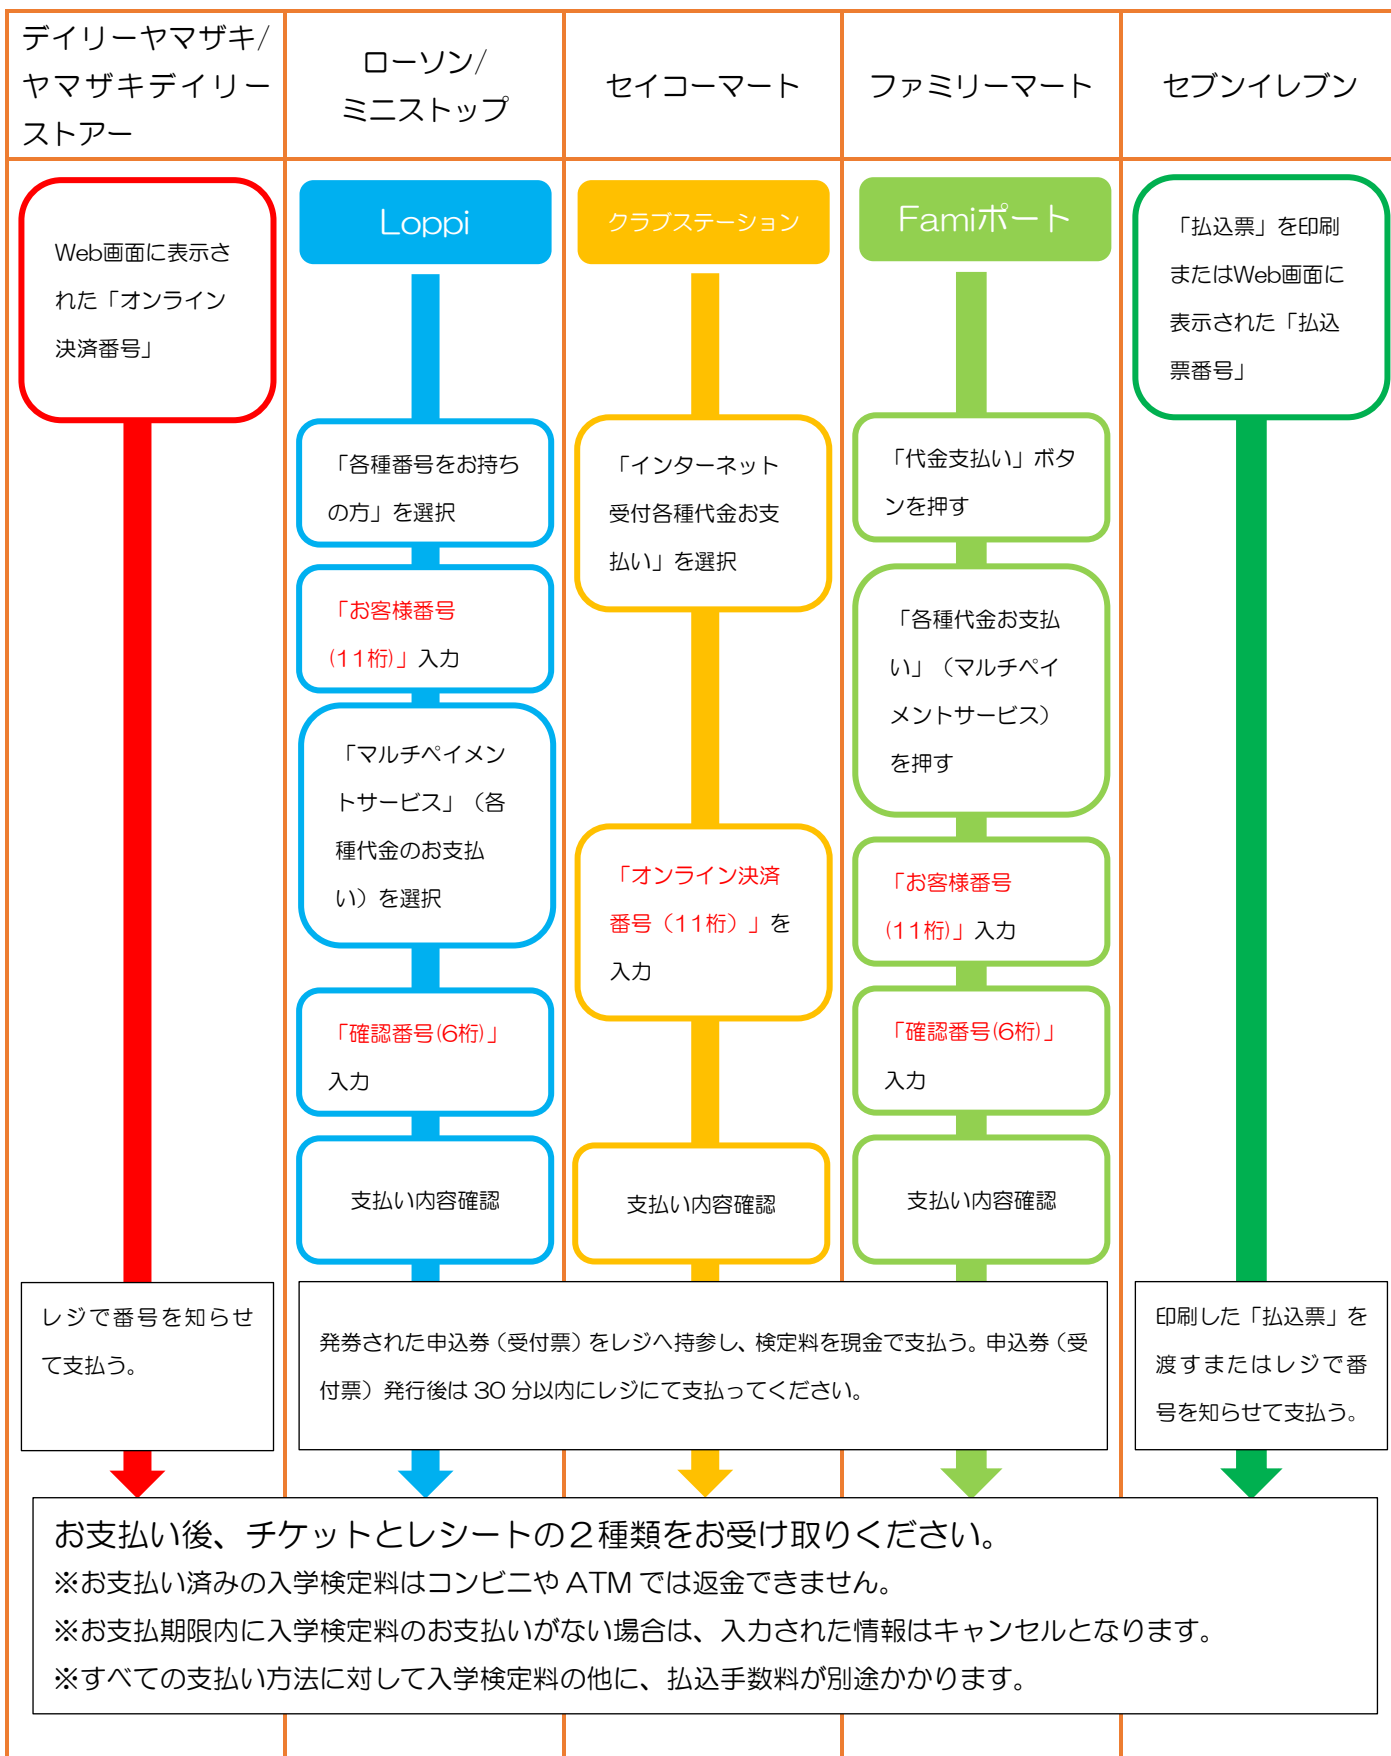 デイリーヤマザキ/
ヤマザキデイリー
ストアー
ローソン/
ミニストップ
セイコーマート
ファミリーマート
セブンイレブン
Web画面に表示さ
れた「オンライン
決済番号」
レジで番号を知らせ
て支払う。
Loppi
「各種番号をお持ち
の方」を選択
「お客様番号
(11桁)」入力
「マルチペイメン
トサービス」（各
種代金のお支払
い）を選択
「確認番号(6桁)」
入力
支払い内容確認
クラブステーション
「インターネット
受付各種代金お支
払い」を選択
「オンライン決済
番号（11桁）」を
入力
支払い内容確認
Famiポート
「代金支払い」ボタ
ンを押す
「各種代金お支払
い」（マルチペイ
メントサービス）
を押す
「お客様番号
(11桁)」入力
「確認番号(6桁)」
入力
支払い内容確認
発券された申込券（受付票）をレジへ持参し、検定料を現金で支払う。申込券（受
付票）発行後は 30 分以内にレジにて支払ってください。
「払込票」を印刷
またはWeb画面に
表示された「払込
票番号」
印刷した「払込票」を
渡すまたはレジで番
号を知らせて支払う。
お支払い後、チケットとレシートの２種類をお受け取りください。
※お支払い済みの入学検定料はコンビニや ATM では返金できません。
※お支払期限内に入学検定料のお支払いがない場合は、入力された情報はキャンセルとなります。
※すべての支払い方法に対して入学検定料の他に、払込手数料が別途かかります。